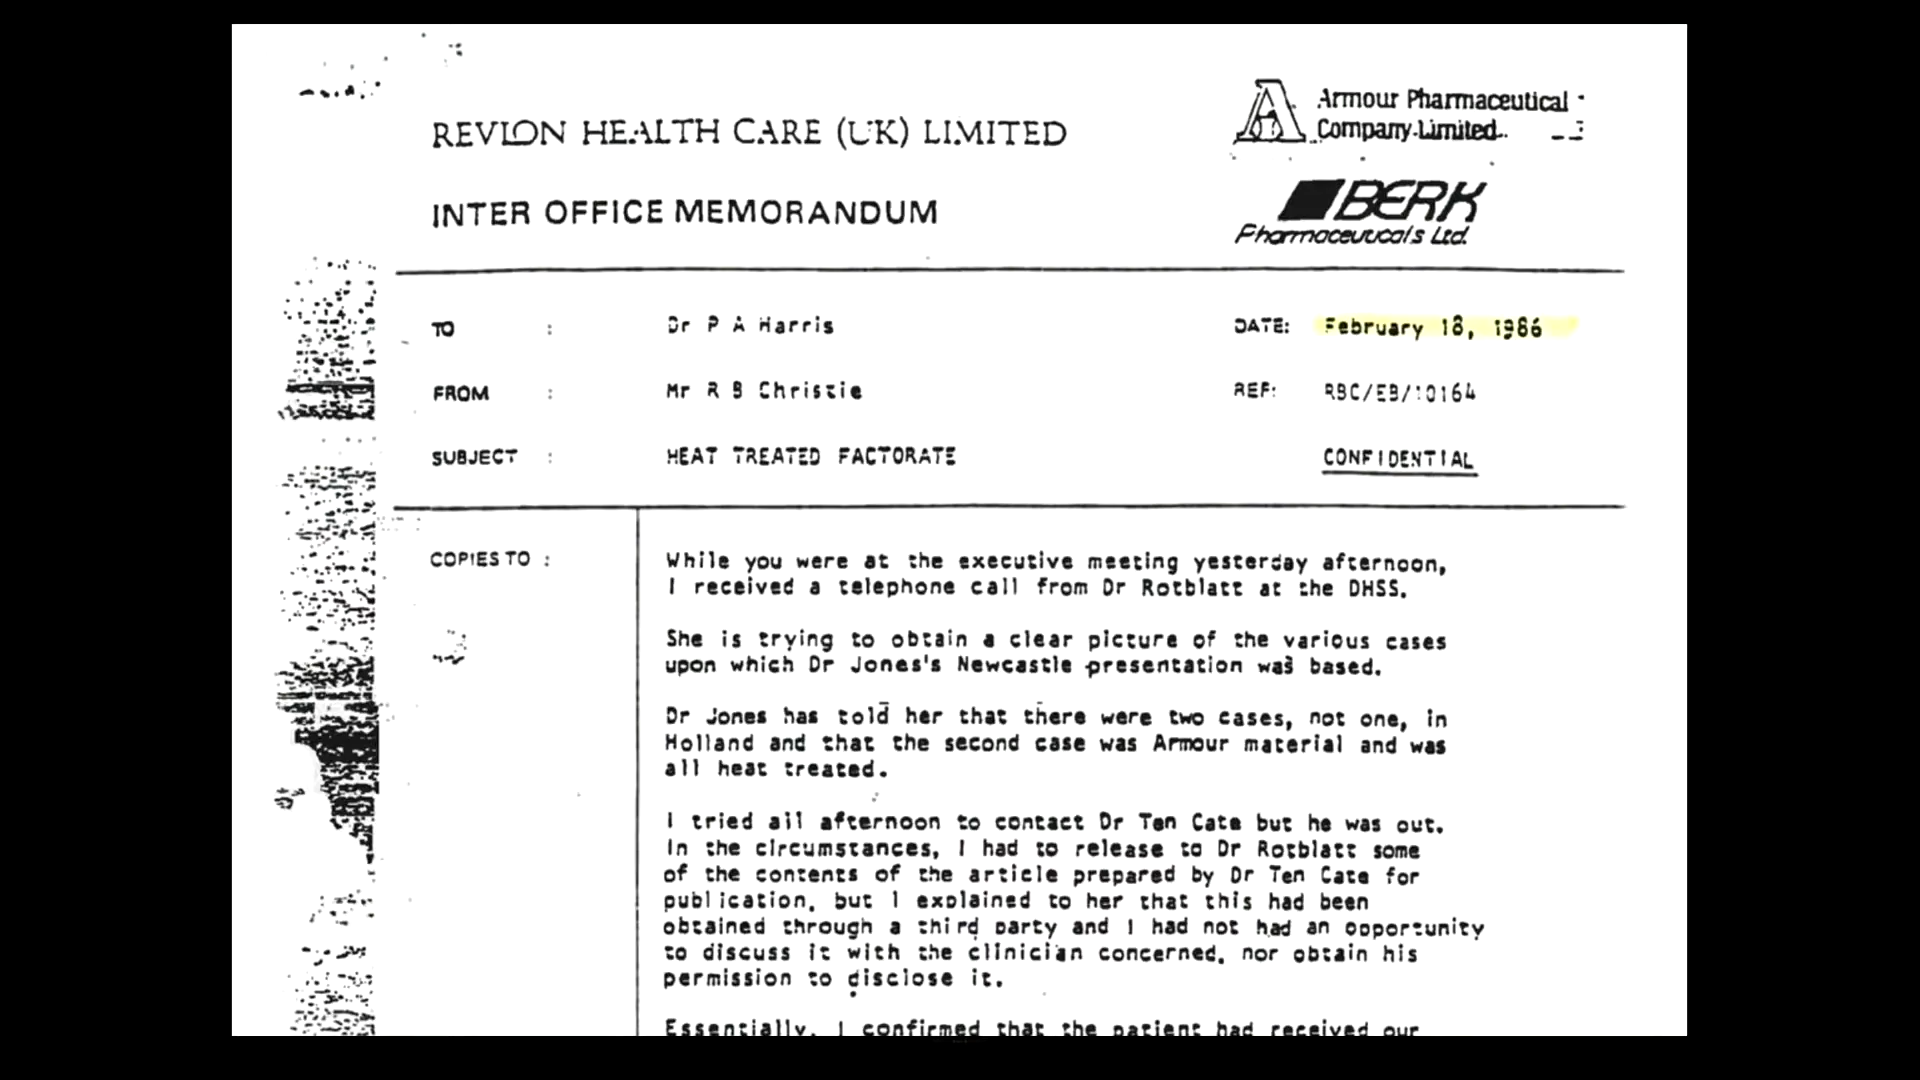 REVLON HEALTH CARE (UK) LIMITED
Armour Pharmaceutical
Company Limited
INTER OFFICE MEMORANDUM
BERK
Pharmaceuticals Ltd.
TO : Dr P A Harris DATE: February 18, 1986
FROM : Mr R B Christie REF: RBC/EB/10164
SUBJECT : HEAT TREATED FACTORATE CONFIDENTIAL
COPIES TO :
While you were at the executive meeting yesterday afternoon,
I received a telephone call from Dr Rotblatt at the DHSS.
She is trying to obtain a clear picture of the various cases
upon which Dr Jones's Newcastle presentation was based.
Dr Jones has told her that there were two cases, not one, in
Holland and that the second case was Armour material and was
all heat treated.
I tried all afternoon to contact Dr Ten Cate but he was out.
In the circumstances, I had to release to Dr Rotblatt some
of the contents of the article prepared by Dr Ten Cate for
publication, but I explained to her that this had been
obtained through a third party and I had not had an opportunity
to discuss it with the clinician concerned, nor obtain his
permission to disclose it.
Essentially, I confirmed that the patient had received our